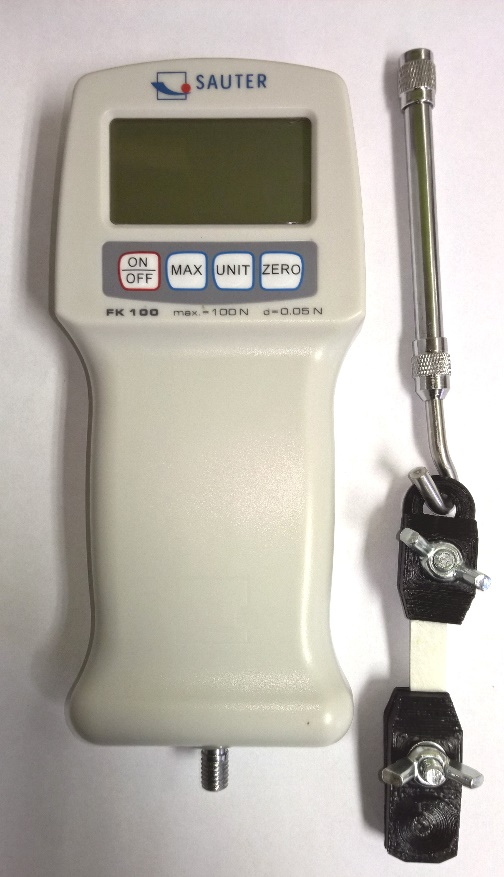 SAUTER
ON
OFF
MAX UNIT ZERO
FK 100 max.=100 N d=0.05 N